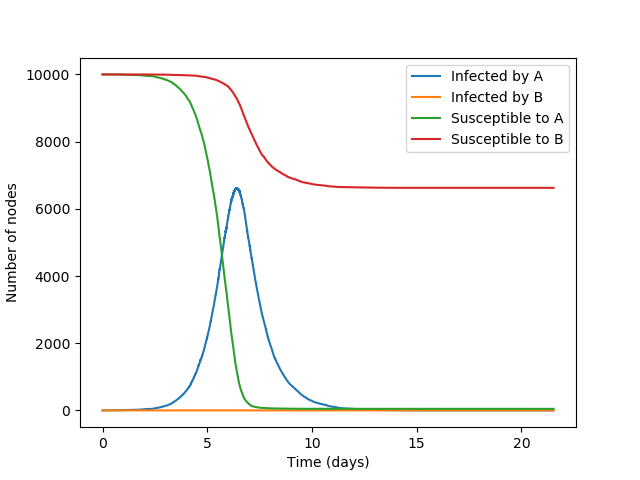 Infected by A
Infected by B
Susceptible to A
Susceptible to B
Number of nodes
10000
8000
6000
4000
2000
0
0 5 10 15 20
Time (days)